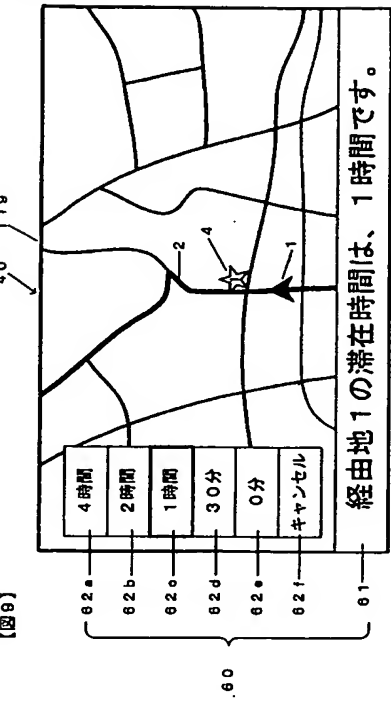 【図9】
40
19
62a
4時間
62b
2時間
62c
1時間
62d
30分
62e
0分
62f
キャンセル
60
2
4
1
61
経由地1の滞在時間は、1時間です。